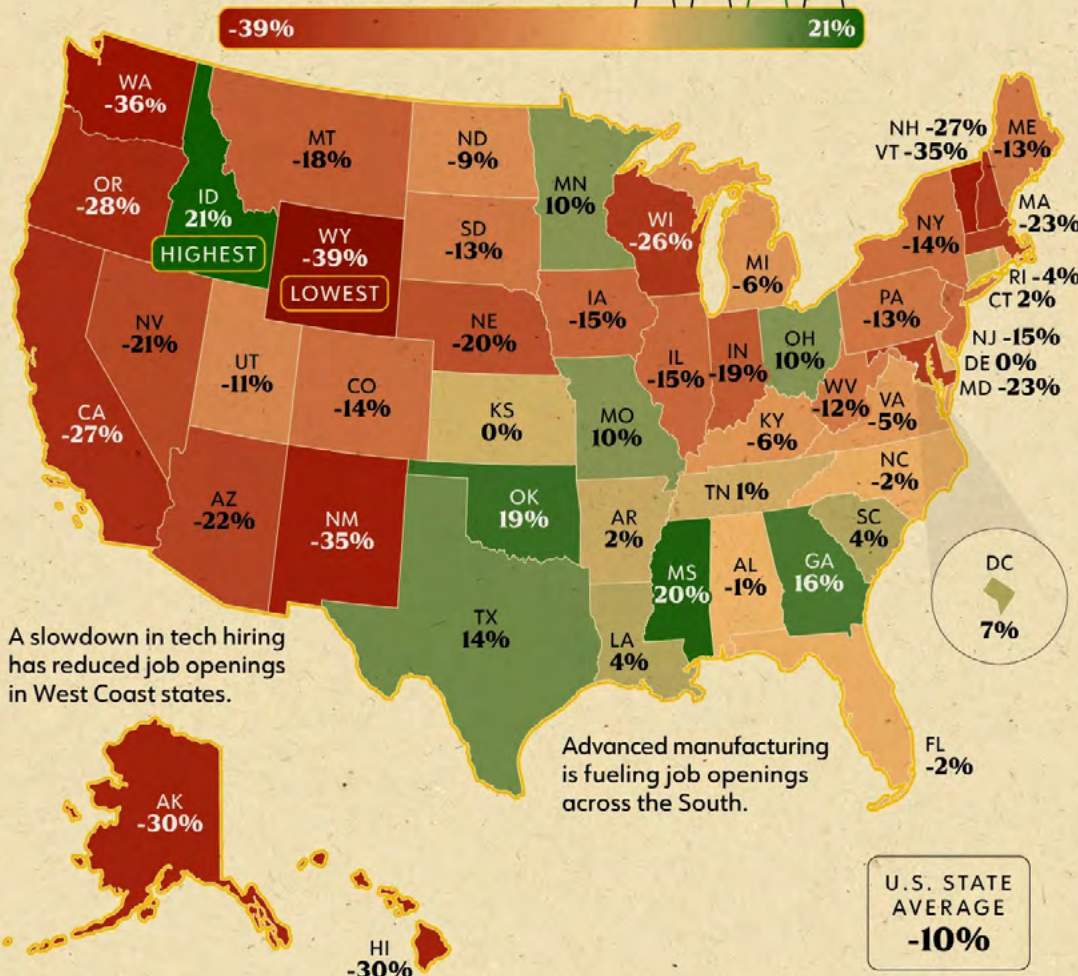 -39%
21%
WA
-36%
OR
-28%
ID
21%
HIGHEST
MT
-18%
WY
-39%
LOWEST
ND
-9%
SD
-13%
MN
10%
WI
-26%
MI
-6%
NH -27%
VT -35%
ME
-13%
NY
-14%
MA
-23%
RI -4%
CT 2%
NJ -15%
DE 0%
MD -23%
PA
-13%
CA
-27%
NV
-21%
UT
-11%
CO
-14%
NE
-20%
IA
-15%
IL
-15%
IN
-19%
OH
10%
WV
-12%
VA
-5%
KS
0%
MO
10%
KY
-6%
NC
-2%
TN 1%
AZ
-22%
NM
-35%
OK
19%
AR
2%
MS
20%
AL
-1%
GA
16%
SC
4%
DC
7%
TX
14%
LA
4%
FL
-2%
A slowdown in tech hiring
has reduced job openings
in West Coast states.
Advanced manufacturing
is fueling job openings
across the South.
AK
-30%
HI
-30%
U.S. STATE
AVERAGE
-10%